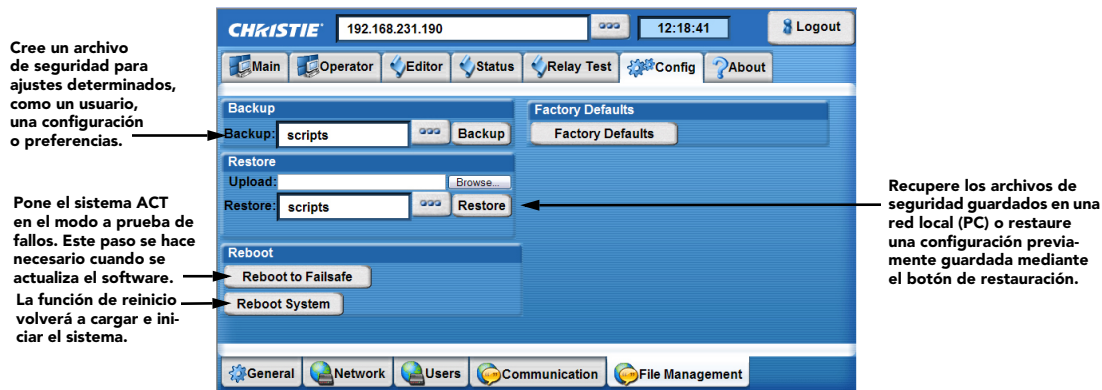 CHRISTIE 192.168.231.190 12:18:41 Logout
Main Operator Editor Status Relay Test Config About
Cree un archivo
de seguridad para
ajustes determinados,
como un usuario,
una configuración
o preferencias.
Backup
Backup: scripts Backup
Factory Defaults
Factory Defaults
Restore
Upload: Browse...
Restore: scripts Restore
Recupere los archivos de
seguridad guardados en una
red local (PC) o restaure
una configuración previa-
mente guardada mediante
el botón de restauración.
Pone el sistema ACT
en el modo a prueba de
fallos. Este paso se hace
necesario cuando se
actualiza el software.
La función de reinicio
volverá a cargar e ini-
ciar el sistema.
Reboot
Reboot to Failsafe
Reboot System
General Network Users Communication File Management